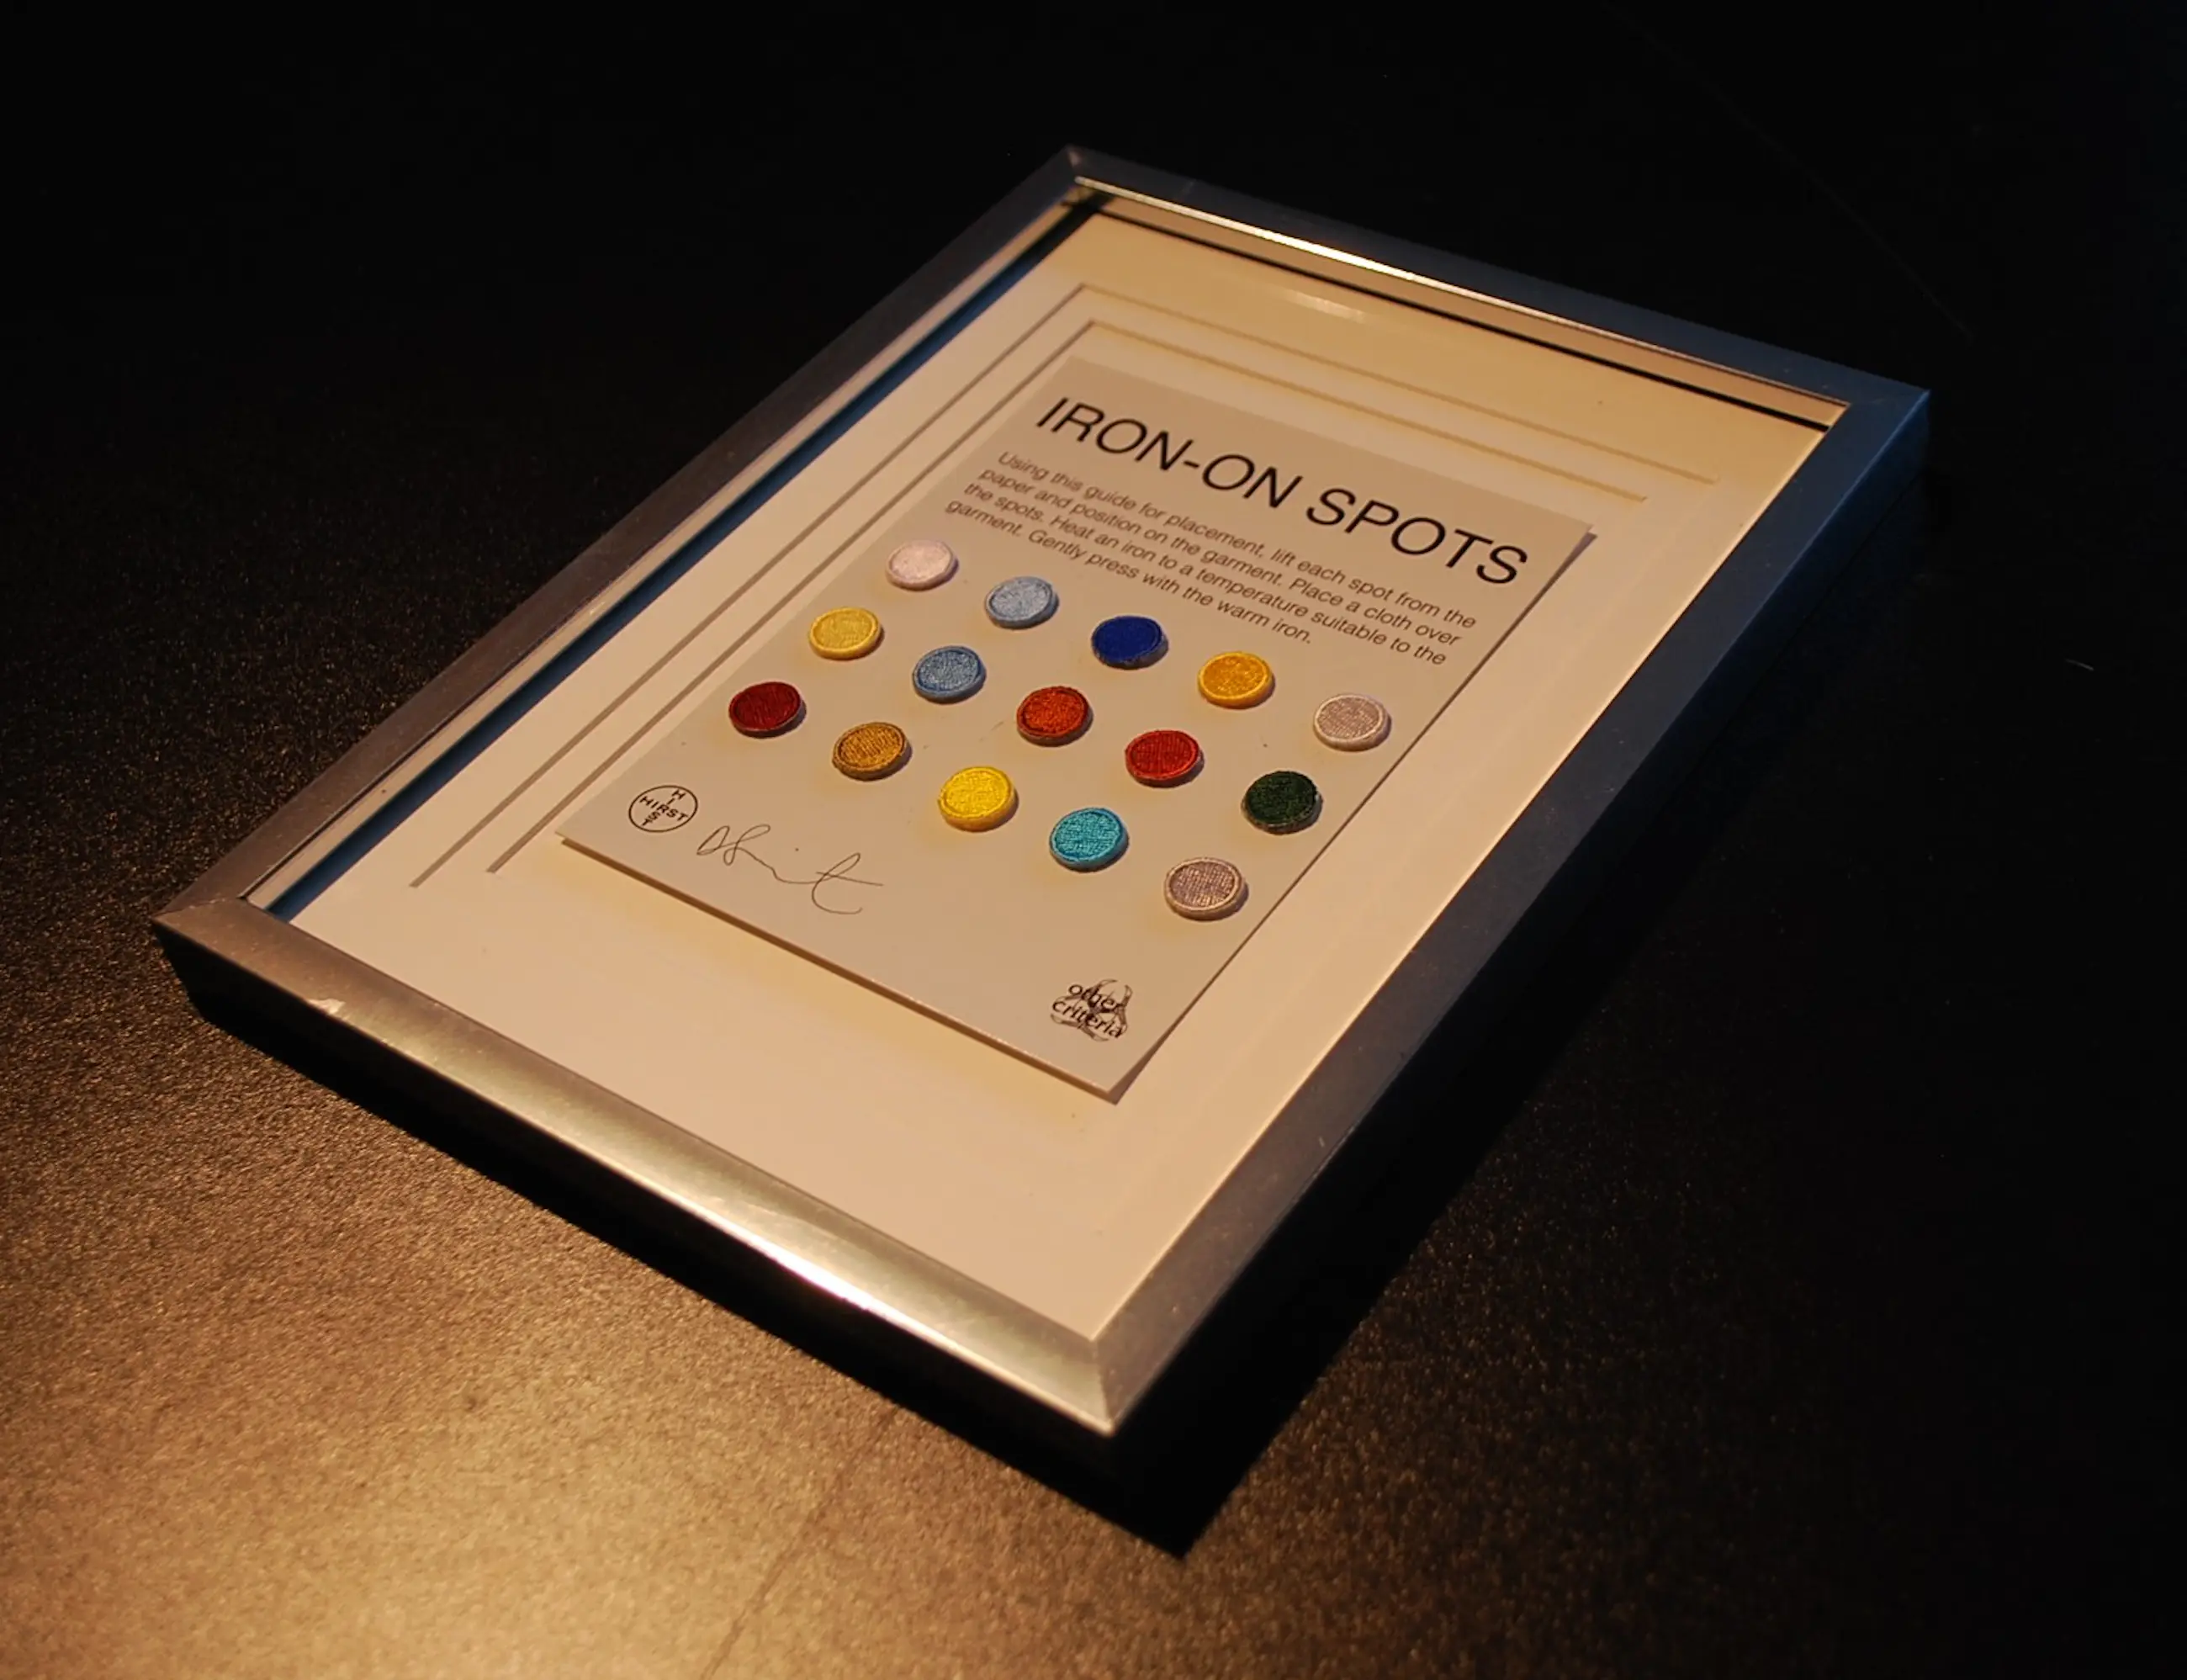 IRON-ON SPOTS
Using this guide for placement, lift each spot from the
paper and position on the garment. Place a cloth over
the spots. Heat an iron to a temperature suitable to the
garment. Gently press with the warm iron.
HIRST
HIRST
other
criteria